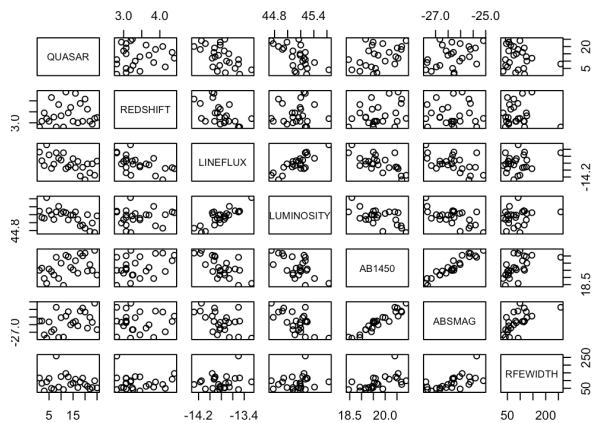 3.0 4.0 44.8 45.4 -27.0 -25.0
QUASAR 5 20
3.0 REDSHIFT
LINEFLUX -14.2
44.8 LUMINOSITY
AB1450 18.5
-27.0 ABSMAG
RFEWIDTH 50 250
5 15 -14.2 -13.4 18.5 20.0 50 200